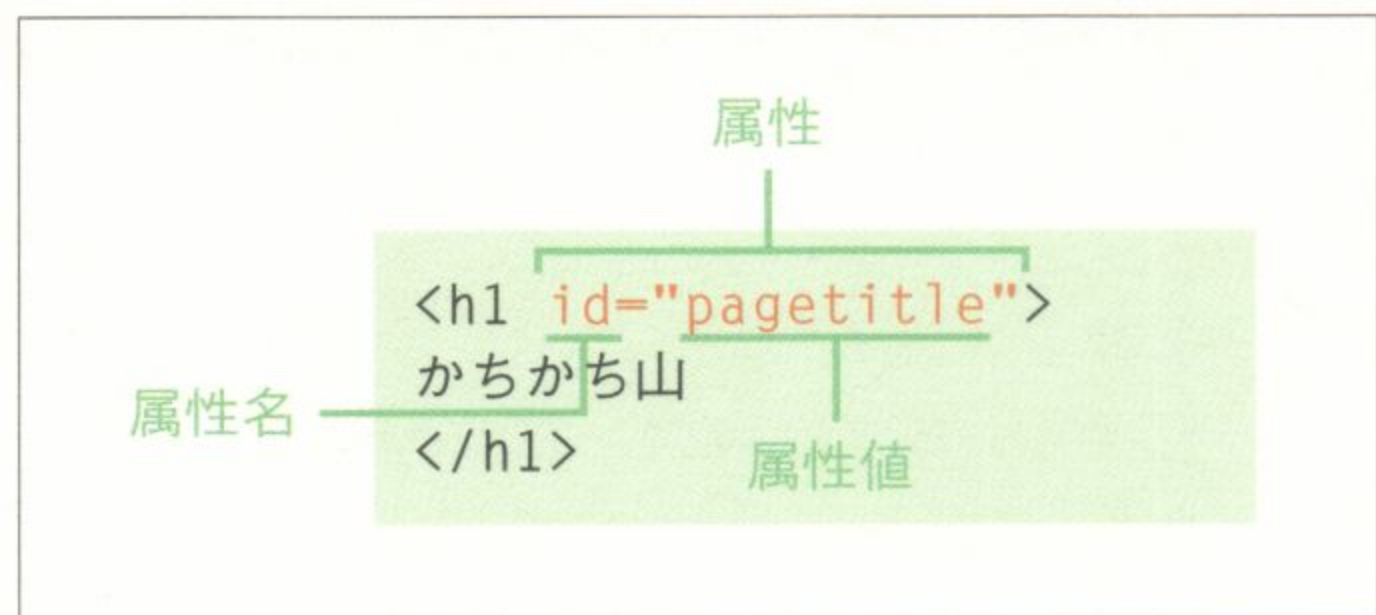 属性
<h1 id="pagetitle">
かちかち山
属性名
</h1>
属性値